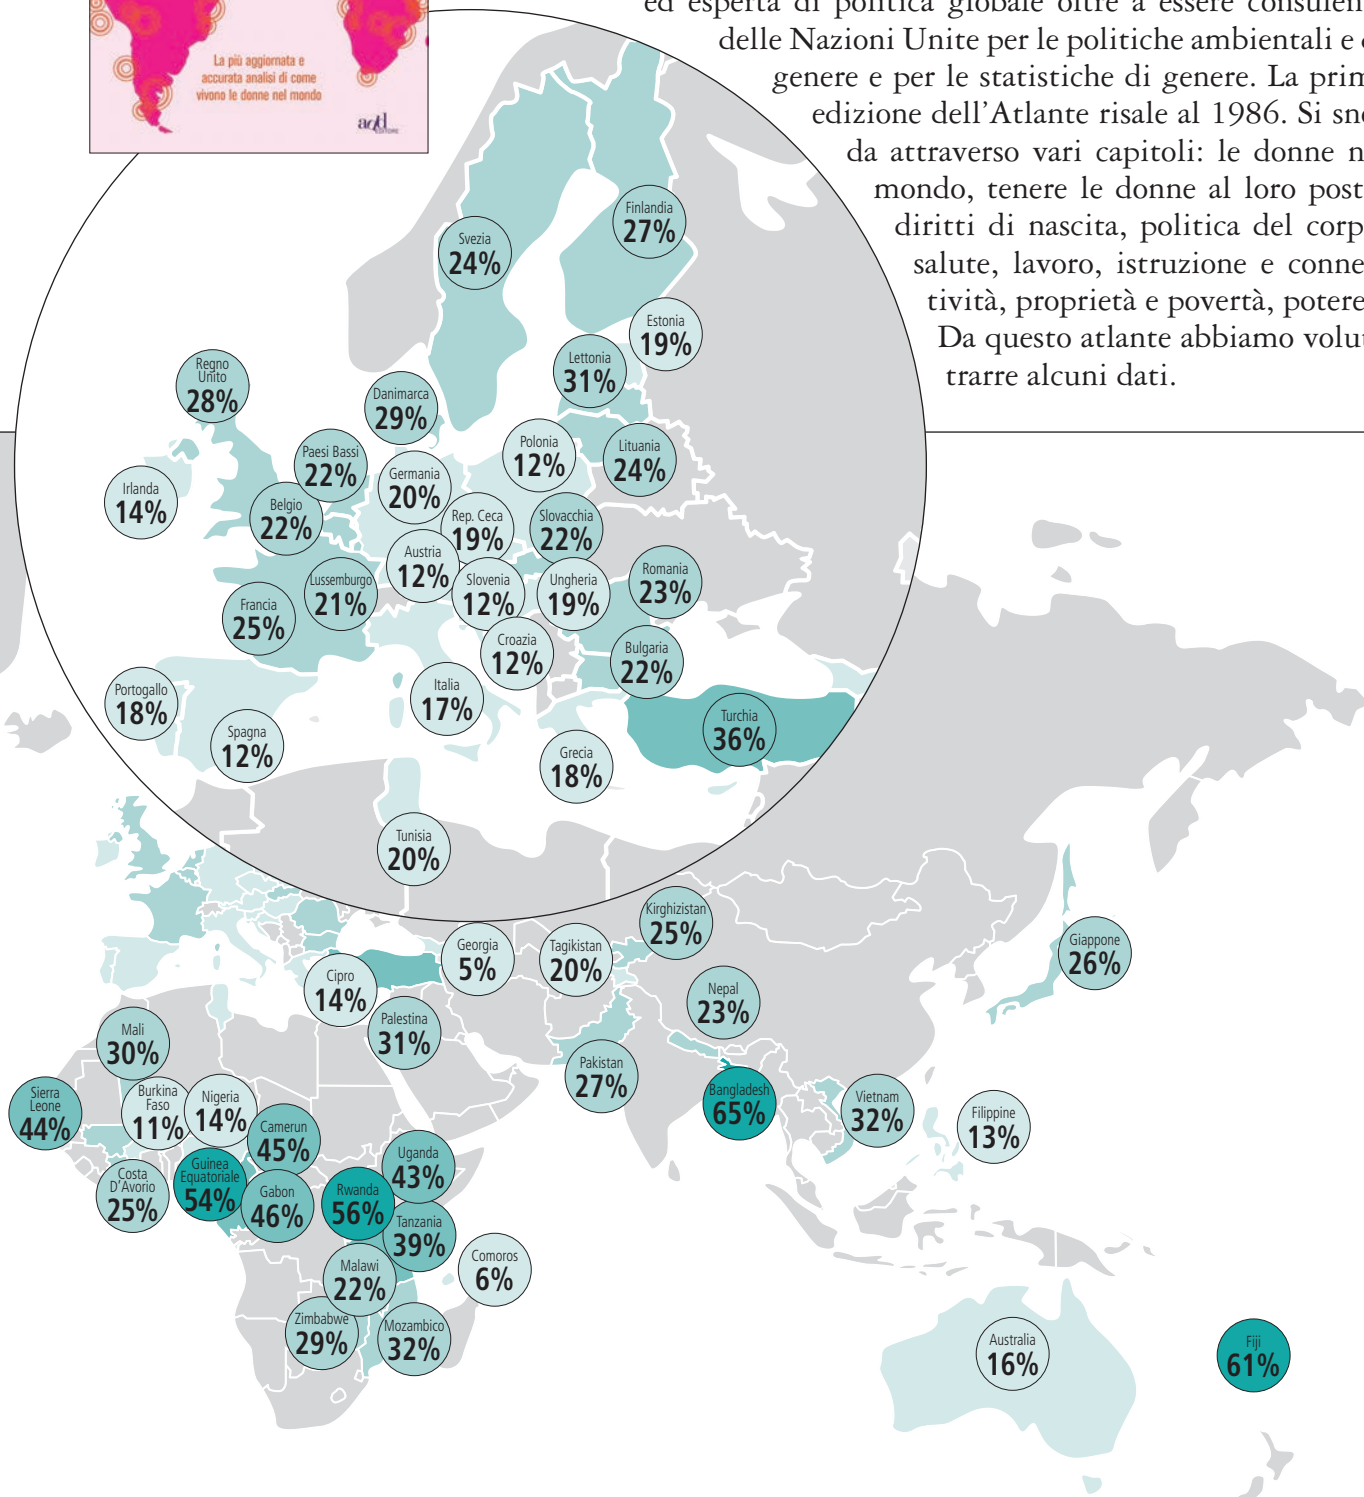 La più aggiornata e
accurata analisi di come
vivono le donne nel mondo
ed esperta di politica globale oltre a essere
delle Nazioni Unite per le politiche ambientali e
genere e per le statistiche di genere. La
edizione dell'Atlante risale al 1986. Si
da attraverso vari capitoli: le donne
mondo, tenere le donne al loro
diritti di nascita, politica del
salute, lavoro, istruzione e
tività, proprietà e povertà, potere
Da questo atlante abbiamo
trarre alcuni dati.
Finlandia
27%
Svezia
24%
Estonia
19%
Lettonia
31%
Regno
Unito
28%
Danimarca
29%
Polonia
12%
Lituania
24%
Paesi Bassi
22%
Germania
20%
Irlanda
14%
Belgio
22%
Rep. Ceca
19%
Slovacchia
22%
Austria
12%
Lussemburgo
21%
Slovenia
12%
Ungheria
19%
Romania
23%
Francia
25%
Croazia
12%
Bulgaria
22%
Portogallo
18%
Italia
17%
Spagna
12%
Turchia
36%
Grecia
18%
Tunisia
20%
Kirghizistan
25%
Georgia
5%
Tagikistan
20%
Giappone
26%
Cipro
14%
Nepal
23%
Mali
30%
Palestina
31%
Pakistan
27%
Bangladesh
65%
Vietnam
32%
Filippine
13%
Sierra
Leone
44%
Burkina
Faso
11%
Nigeria
14%
Camerun
45%
Costa
D'Avorio
25%
Guinea
Equatoriale
54%
Gabon
46%
Rwanda
56%
Uganda
43%
Tanzania
39%
Malawi
22%
Comoros
6%
Zimbabwe
29%
Mozambico
32%
Australia
16%
Fiji
61%